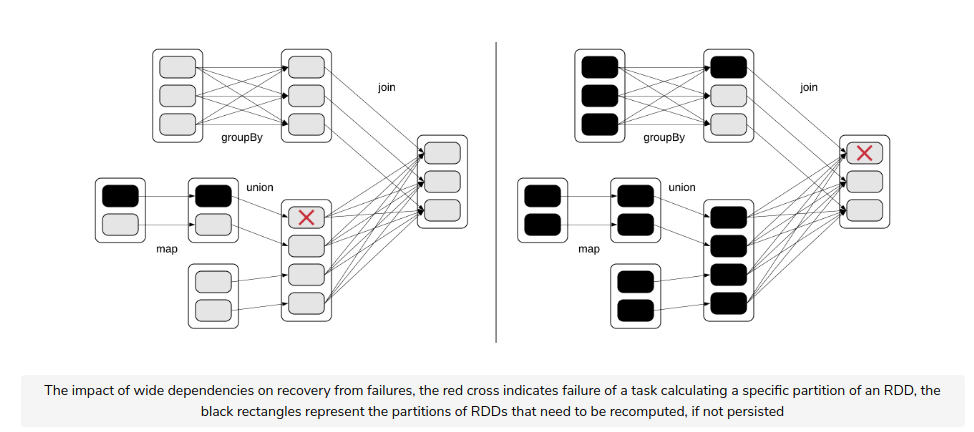 join
groupBy
union
map
join
groupBy
union
map
The impact of wide dependencies on recovery from failures, the red cross indicates failure of a task calculating a specific partition of an RDD, the
black rectangles represent the partitions of RDDs that need to be recomputed, if not persisted